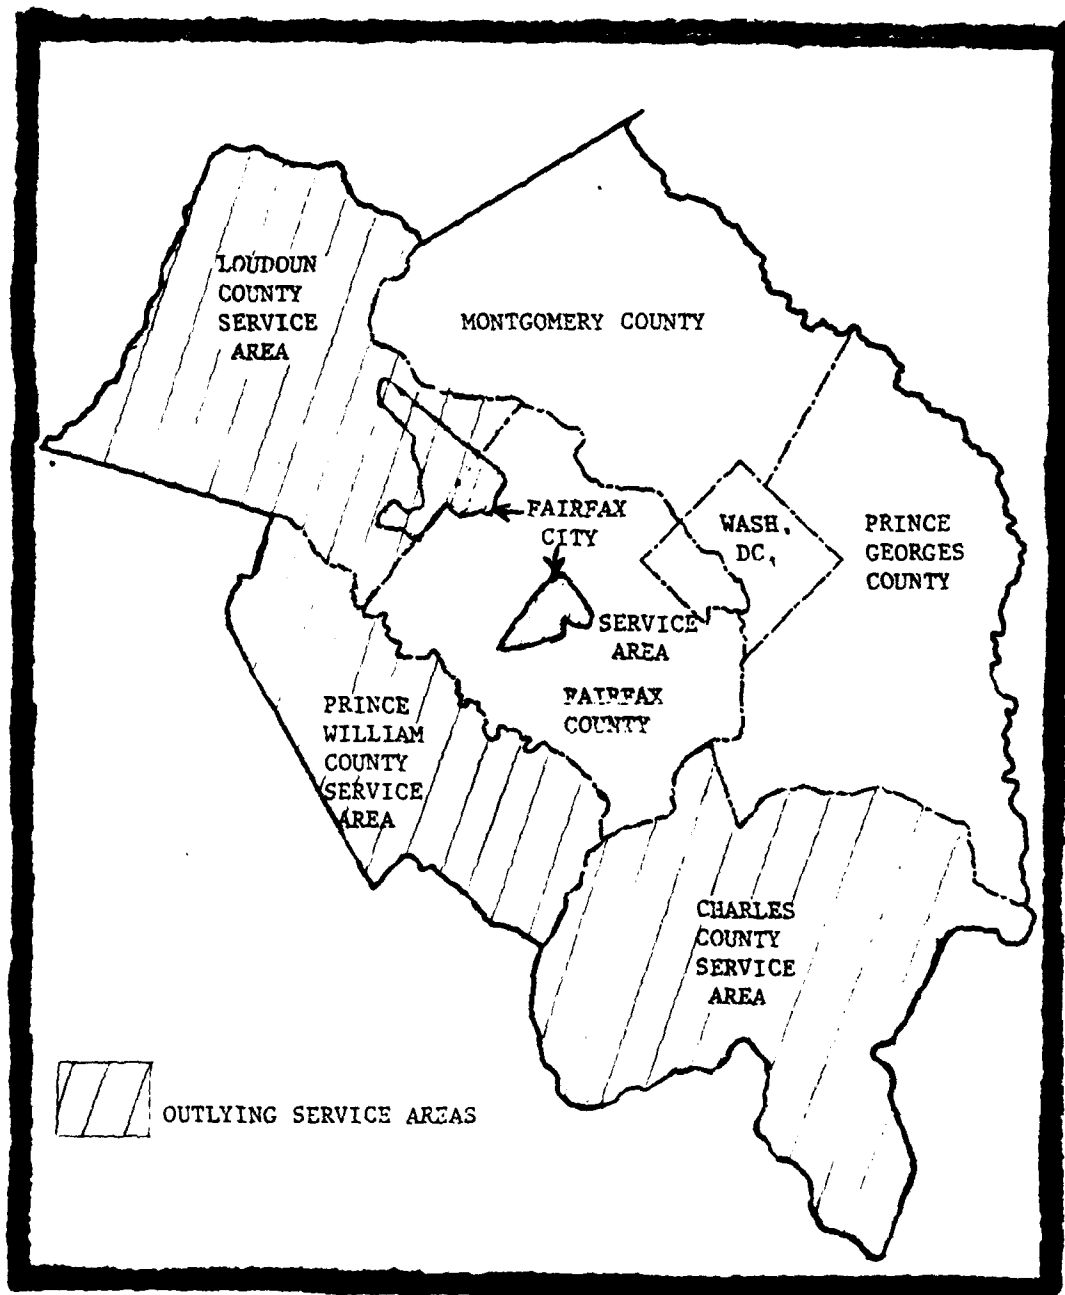 LOUDOUN
COUNTY
SERVICE
AREA
MONTGOMERY COUNTY
FAIRFAX
CITY
WASH.
DC.
PRINCE
GEORGES
COUNTY
SERVICE
AREA
FAIRFAX
COUNTY
PRINCE
WILLIAM
COUNTY
SERVICE
AREA
CHARLES
COUNTY
SERVICE
AREA
OUTLYING SERVICE AREAS